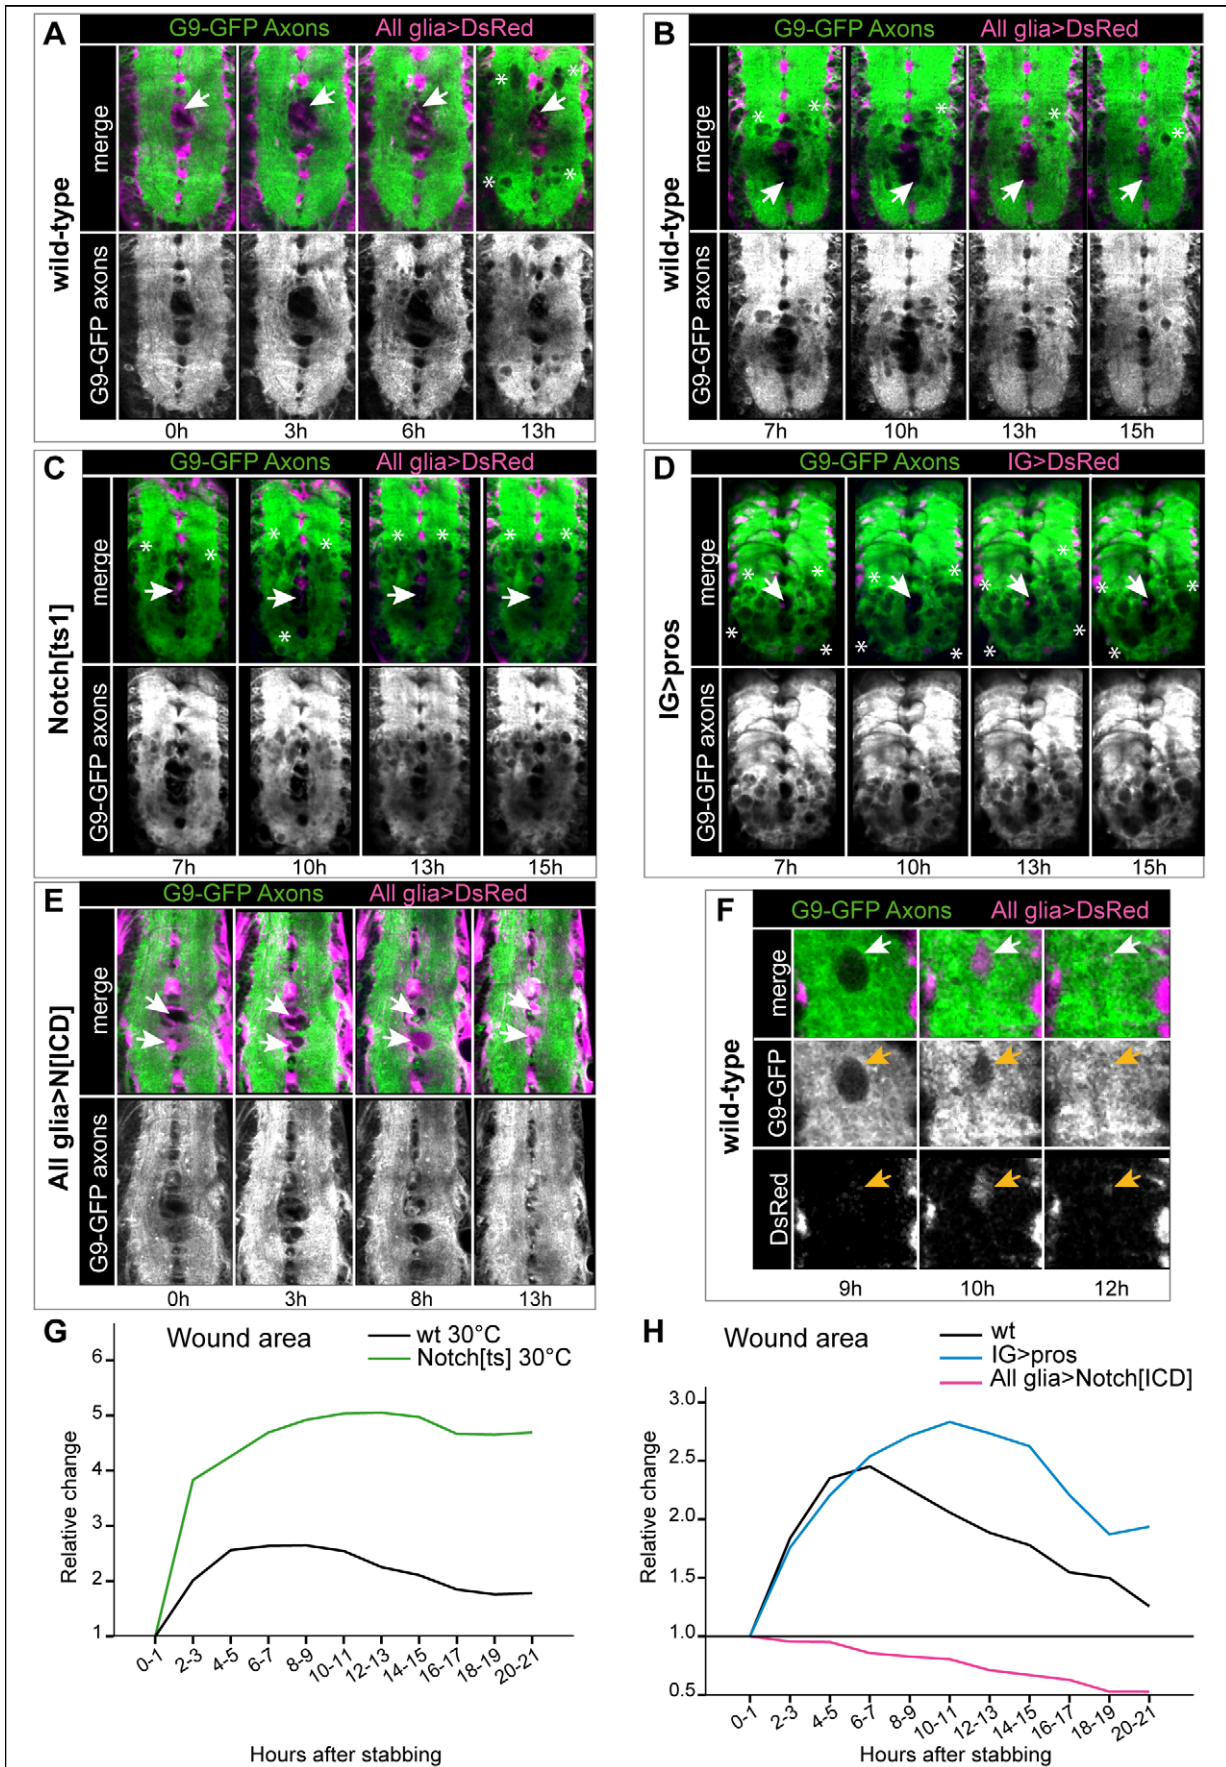 A
G9-GFP Axons All glia>DsRed
wild-type
merge
* * * *
G9-GFP axons
0h 3h 6h 13h
B
G9-GFP Axons All glia>DsRed
wild-type
merge
* * * * *
G9-GFP axons
7h 10h 13h 15h
C
G9-GFP Axons All glia>DsRed
Notch[ts1]
merge
* * * * * * * * *
G9-GFP axons
7h 10h 13h 15h
D
G9-GFP Axons IG>DsRed
IG>pros
merge
* * * * * * * * * * * * * * *
G9-GFP axons
7h 10h 13h 15h
E
G9-GFP Axons All glia>DsRed
All glia>N[ICD]
merge
G9-GFP axons
0h 3h 8h 13h
F
G9-GFP Axons All glia>DsRed
wild-type
merge
G9-GFP
DsRed
9h 10h 12h
G
Wound area
wt 30°C
Notch[ts] 30°C
Relative change
6
5
4
3
2
1
0-1 2-3 4-5 6-7 8-9 10-11 12-13 14-15 16-17 18-19 20-21
Hours after stabbing
H
Wound area
wt
IG>pros
All glia>Notch[ICD]
Relative change
3.0
2.5
2.0
1.5
1.0
0.5
0-1 2-3 4-5 6-7 8-9 10-11 12-13 14-15 16-17 18-19 20-21
Hours after stabbing